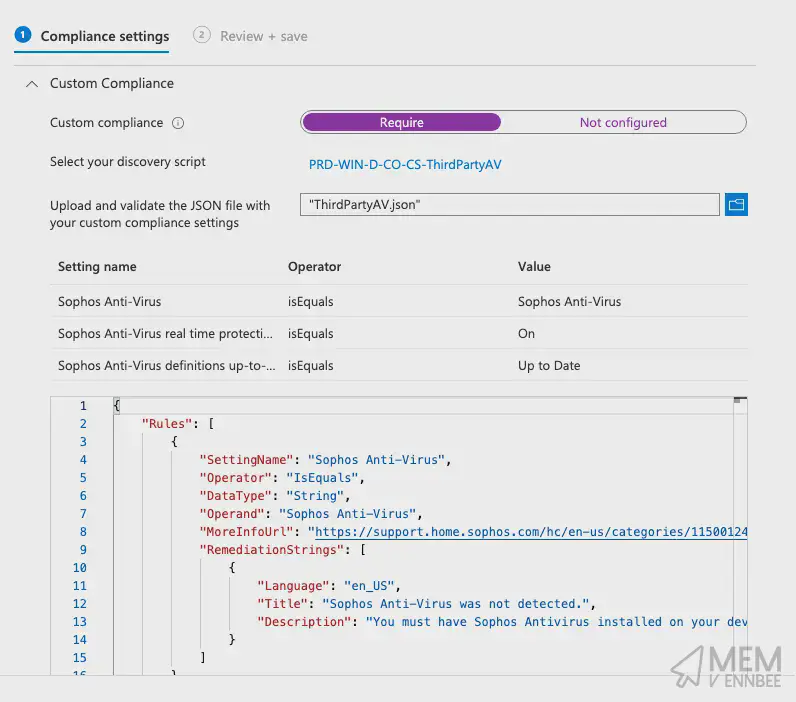 1 Compliance settings 2 Review + save
Custom Compliance
Custom compliance Require Not configured
Select your discovery script PRD-WIN-D-CO-CS-ThirdPartyAV
Upload and validate the JSON file with "ThirdPartyAV.json"
your custom compliance settings
Setting name Operator Value
Sophos Anti-Virus isEquals Sophos Anti-Virus
Sophos Anti-Virus real time protecti... isEquals On
Sophos Anti-Virus definitions up-to-... isEquals Up to Date
1 {
2 "Rules": [
3 {
4 "SettingName": "Sophos Anti-Virus",
5 "Operator": "IsEquals",
6 "DataType": "String",
7 "Operand": "Sophos Anti-Virus",
8 "MoreInfoUrl": "https://support.home.sophos.com/hc/en-us/categories/11500124
9 "RemediationStrings": [
10 {
11 "Language": "en_US",
12 "Title": "Sophos Anti-Virus was not detected.",
13 "Description": "You must have Sophos Antivirus installed on your dev
14 }
15 ]
16 }
MEM
V ENNBEE